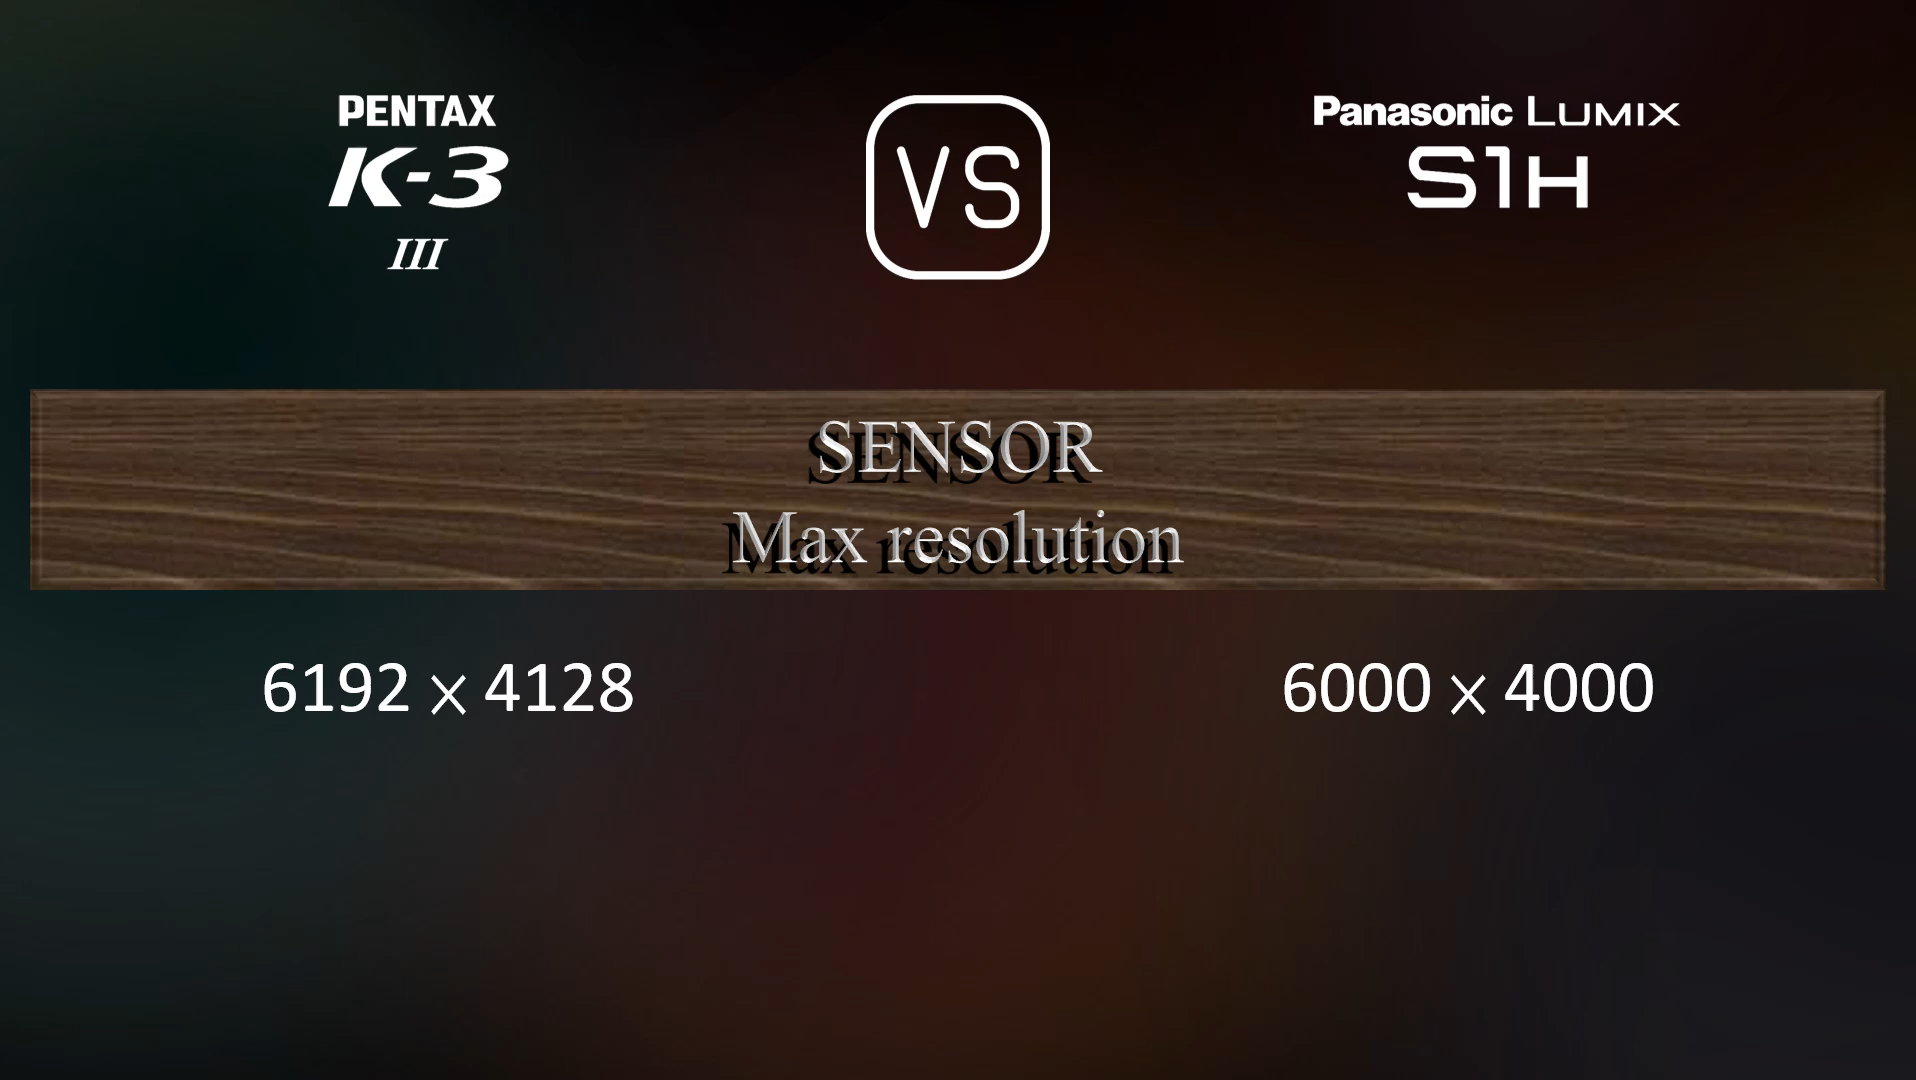 PENTAX
K-3
III
VS
Panasonic LUMIX
S1H
SENSOR
Max resolution
6192 x 4128
6000 x 4000